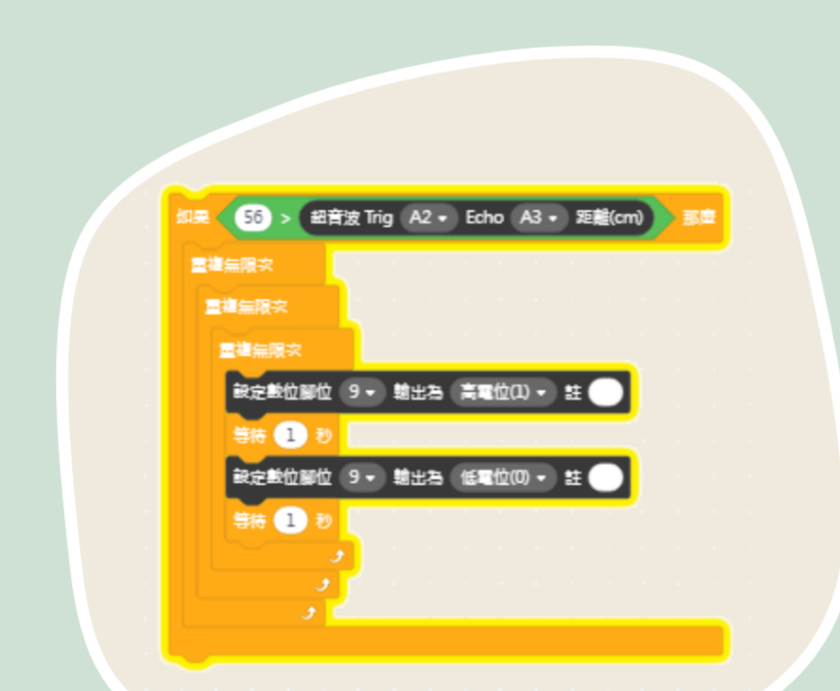 如果 56 > 超音波 Trig A2 Echo A3 距離(cm) 那麼
重複無限次
重複無限次
重複無限次
設定數位腳位 9 輸出為 高電位(1) 註
等待 1 秒
設定數位腳位 9 輸出為 低電位(0) 註
等待 1 秒